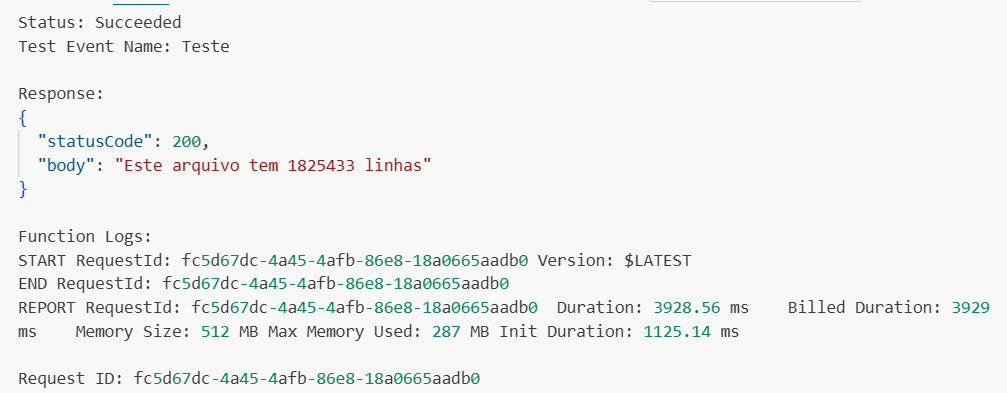 Status: Succeeded
Test Event Name: Teste
Response:
{
"statusCode": 200,
"body": "Este arquivo tem 1825433 linhas"
}
Function Logs:
START RequestId: fc5d67dc-4a45-4afb-86e8-18a0665aadb0 Version: $LATEST
END RequestId: fc5d67dc-4a45-4afb-86e8-18a0665aadb0
REPORT RequestId: fc5d67dc-4a45-4afb-86e8-18a0665aadb0 Duration: 3928.56 ms Billed Duration: 3929
ms Memory Size: 512 MB Max Memory Used: 287 MB Init Duration: 1125.14 ms
Request ID: fc5d67dc-4a45-4afb-86e8-18a0665aadb0